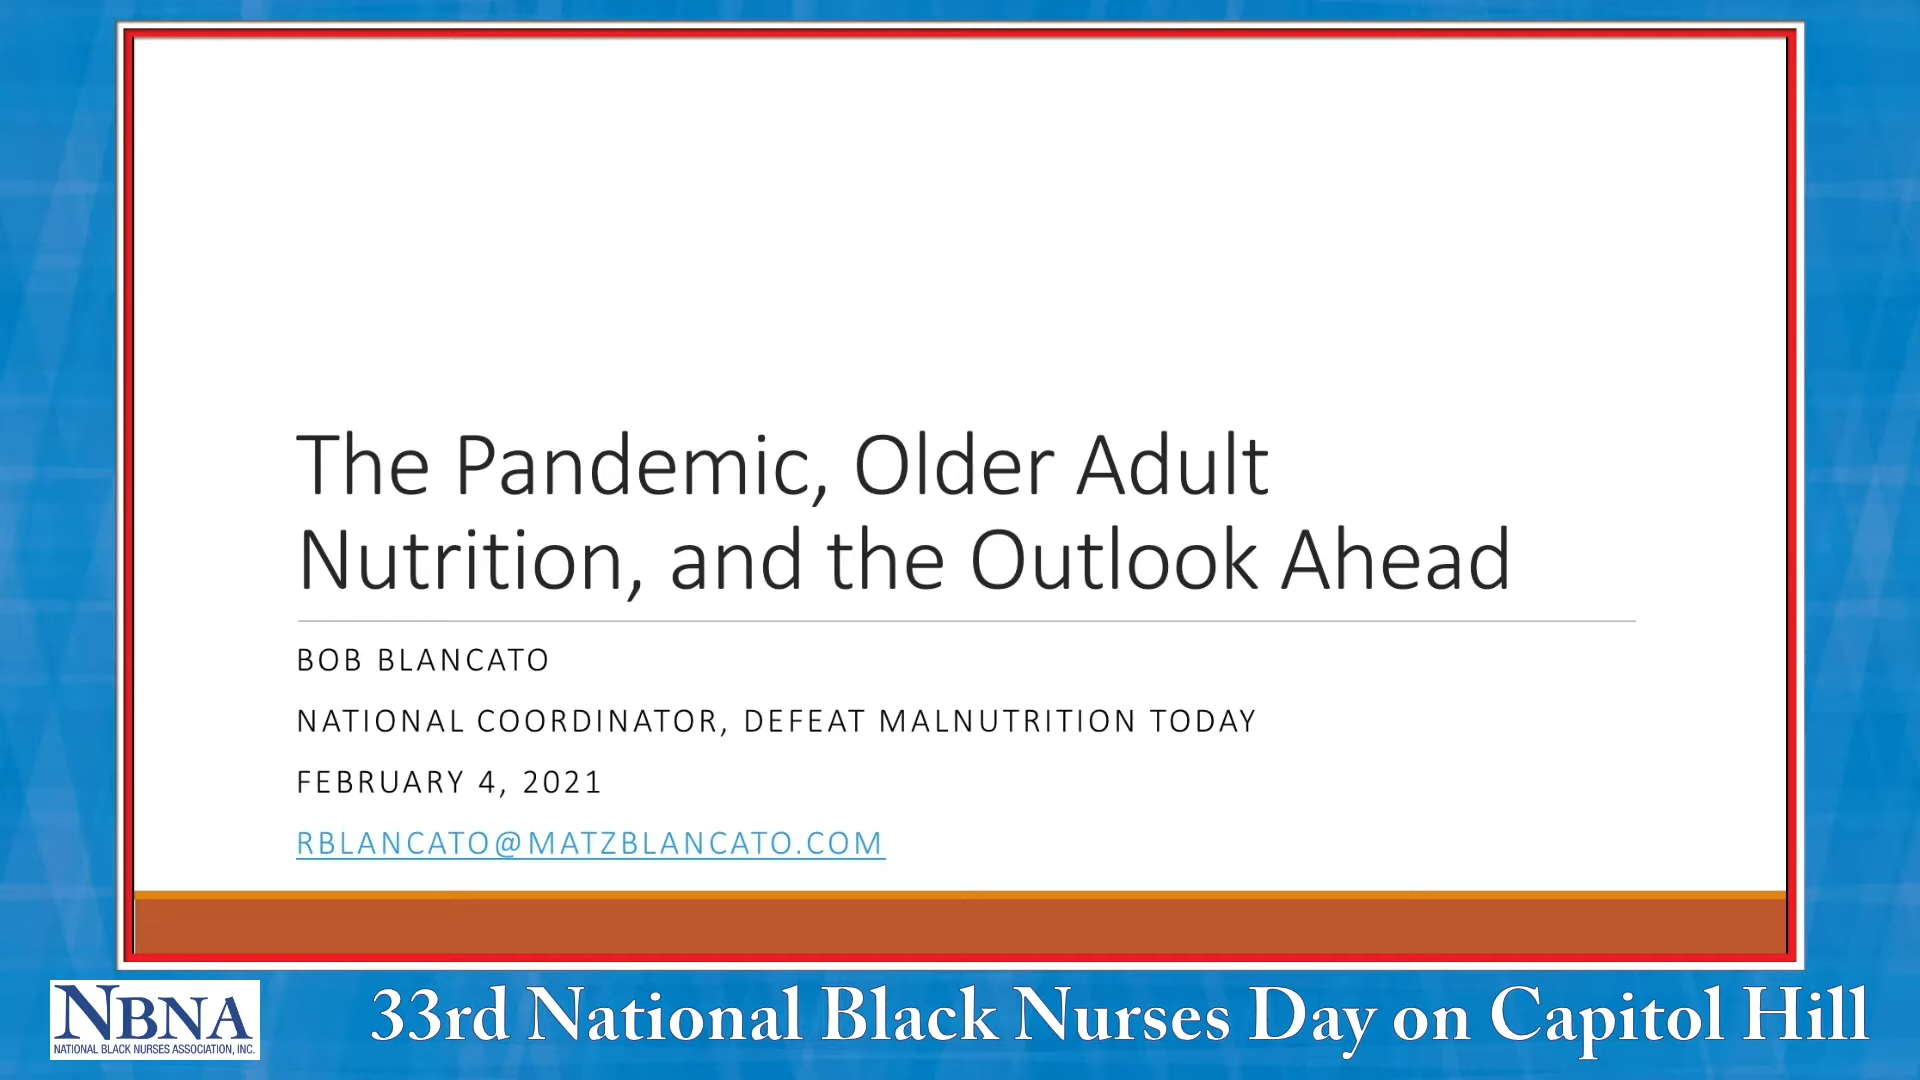 The Pandemic, Older Adult
Nutrition, and the Outlook Ahead
BOB BLANCATO
NATIONAL COORDINATOR, DEFEAT MALNUTRITION TODAY
FEBRUARY 4, 2021
RBLANCATO@MATZBLANCATO.COM
NBNA
NATIONAL BLACK NURSES ASSOCIATION, INC.
33rd National Black Nurses Day on Capitol Hill